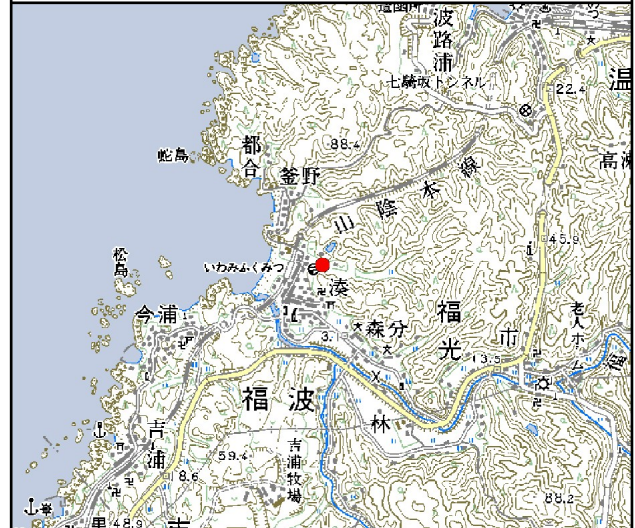 波路浦
七騎坂トンネル
22.4
温
88.4
都合
蛇島
釜野
高瀬
山陰本線
45.9
いわみふくみつ
松島
湊
今浦
福光
老人ホーム
市
森分
3.
13.5
福
福波
林
吉浦
吉浦牧場
59.4
18.6
88.2
48.9